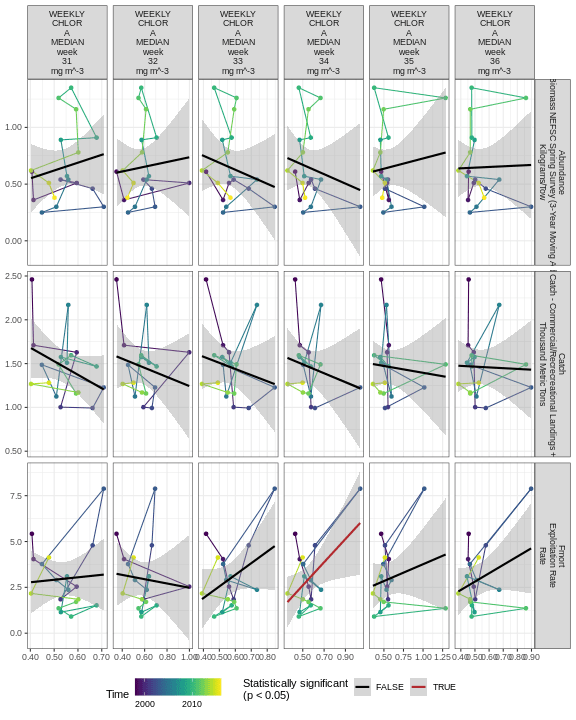 WEEKLY
CHLOR
A
MEDIAN
week
31
mg m^-3
WEEKLY
CHLOR
A
MEDIAN
week
32
mg m^-3
WEEKLY
CHLOR
A
MEDIAN
week
33
mg m^-3
WEEKLY
CHLOR
A
MEDIAN
week
34
mg m^-3
WEEKLY
CHLOR
A
MEDIAN
week
35
mg m^-3
WEEKLY
CHLOR
A
MEDIAN
week
36
mg m^-3
1.00
0.50
0.00
Abundance
Biomass NEFSC Spring Survey (3-Year Moving A
Kilograms/Tow
2.50
2.00
1.50
1.00
0.50
Catch
Catch - Commercial/Recreational Landings +
Thousand Metric Tons
7.5
5.0
2.5
0.0
Fmort
Exploitation Rate
Rate
0.40 0.50 0.60 0.70
0.40 0.60 0.80 1.00
0.40 0.50 0.60 0.70 0.80
0.50 0.70 0.90
0.50 0.75 1.00 1.25
0.40 0.50 0.60 0.70 0.80 0.90
Time
2000 2010
Statistically significant
(p < 0.05)
FALSE TRUE